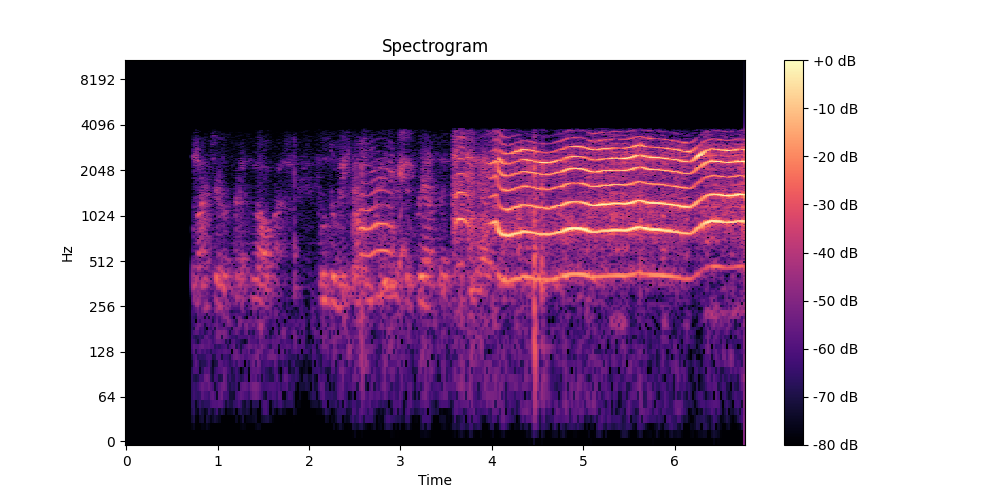 Spectrogram
8192
4096
2048
1024
512
256
128
64
0
Hz
0 1 2 3 4 5 6
Time
+0 dB
-10 dB
-20 dB
-30 dB
-40 dB
-50 dB
-60 dB
-70 dB
-80 dB